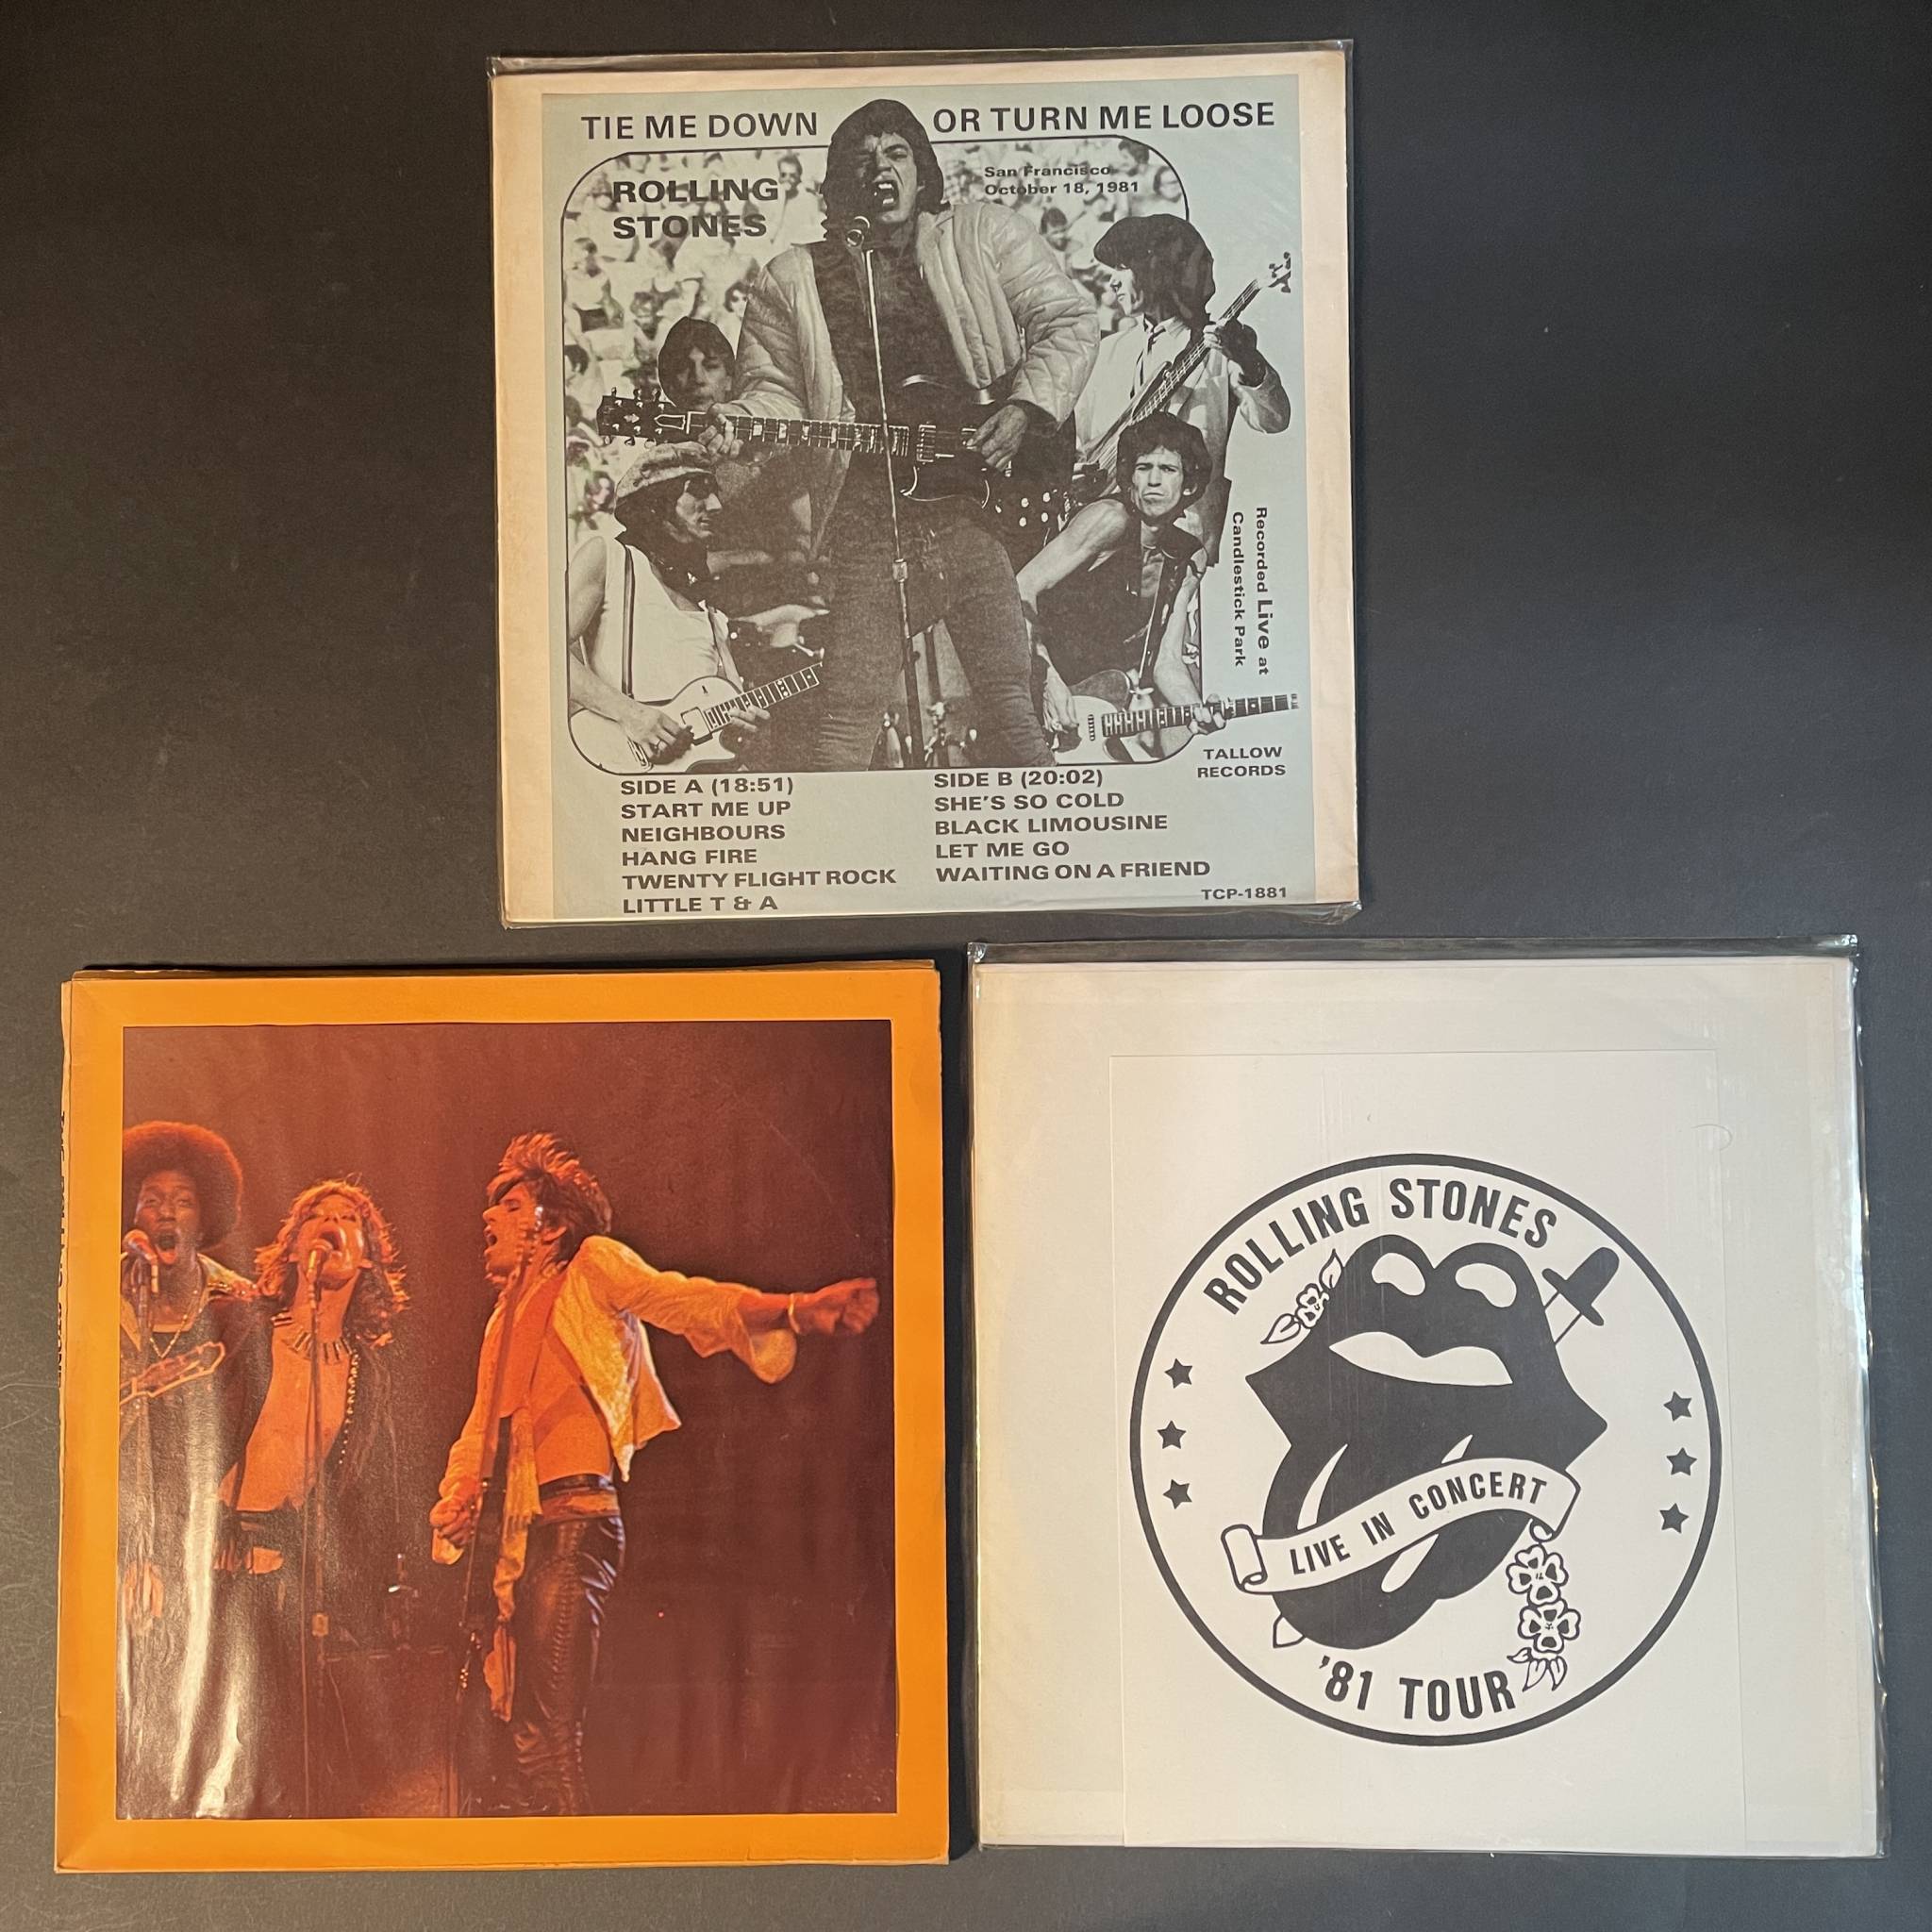 TIE ME DOWN OR TURN ME LOOSE
ROLLING
STONES
San Francisco
October 18, 1981
Recorded Live at
Candlestick Park
TALLOW
RECORDS
SIDE A (18:51)
START ME UP
NEIGHBOURS
HANG FIRE
TWENTY FLIGHT ROCK
LITTLE T & A
SIDE B (20:02)
SHE'S SO COLD
BLACK LIMOUSINE
LET ME GO
WAITING ON A FRIEND
TCP-1881
ROLLING STONES
LIVE IN CONCERT
'81 TOUR